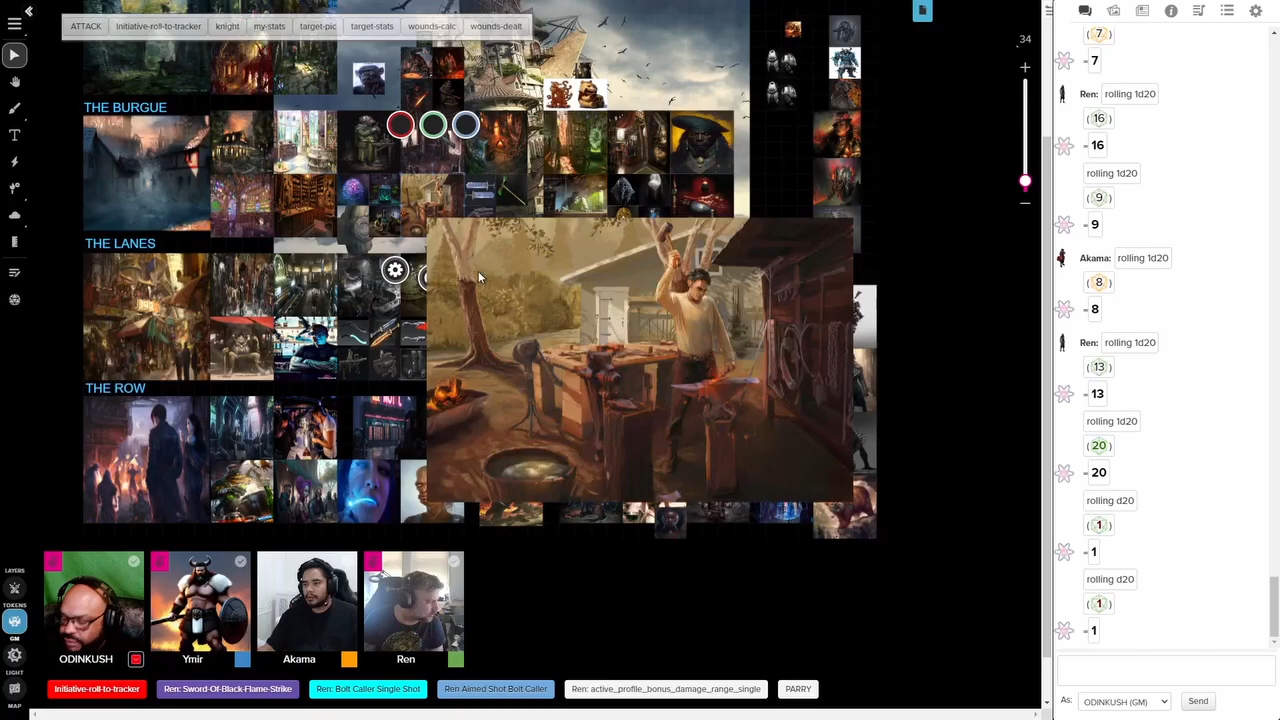 ATTACK Initiative-roll-to-tracker knight my-stats target-pic target-stats wounds-calc wounds-dealt
34
THE BURGUE
THE LANES
THE ROW
LAYERS
TOKENS
GM
LIGHT
MAP
ODINKUSH Ymir Akama Ren
Initiative-roll-to-tracker Ren: Sword-Of-Black-Flame-Strike Ren: Bolt Caller Single Shot Ren Aimed Shot Bolt Caller Ren: active_profile_bonus_damage_range_single PARRY
(7)
= 7
Ren: rolling 1d20
(16)
= 16
rolling 1d20
(9)
= 9
Akama: rolling 1d20
(8)
= 8
Ren: rolling 1d20
(13)
= 13
rolling 1d20
(20)
= 20
rolling d20
(1)
= 1
rolling d20
(1)
= 1
As: ODINKUSH (GM) Send